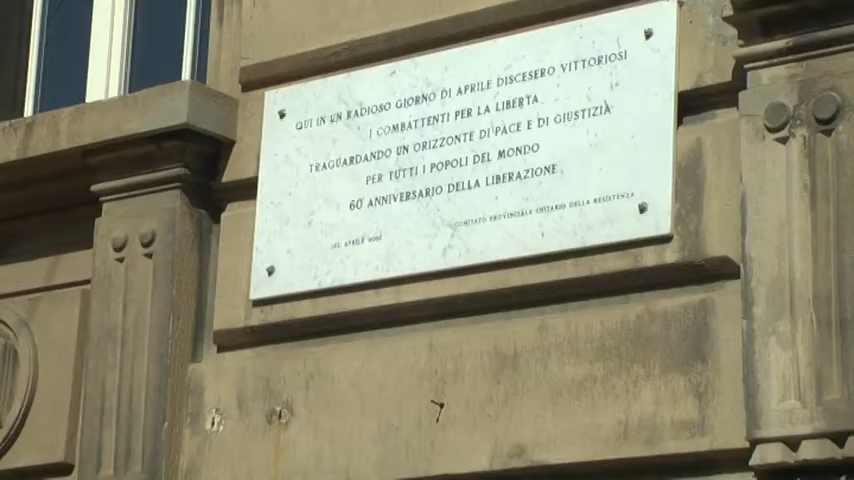 QUI IN UN RADIOSO GIORNO DI APRILE DISCESERO VITTORIOSI
I COMBATTENTI PER LA LIBERTA
TRAGUARDANDO UN ORIZZONTE DI PACE E DI GIUSTIZIA
PER TUTTI I POPOLI DEL MONDO
60 ANNIVERSARIO DELLA LIBERAZIONE
APRILE COMITATO PROVINCIALE UNITARIO DELLA RESISTENZA